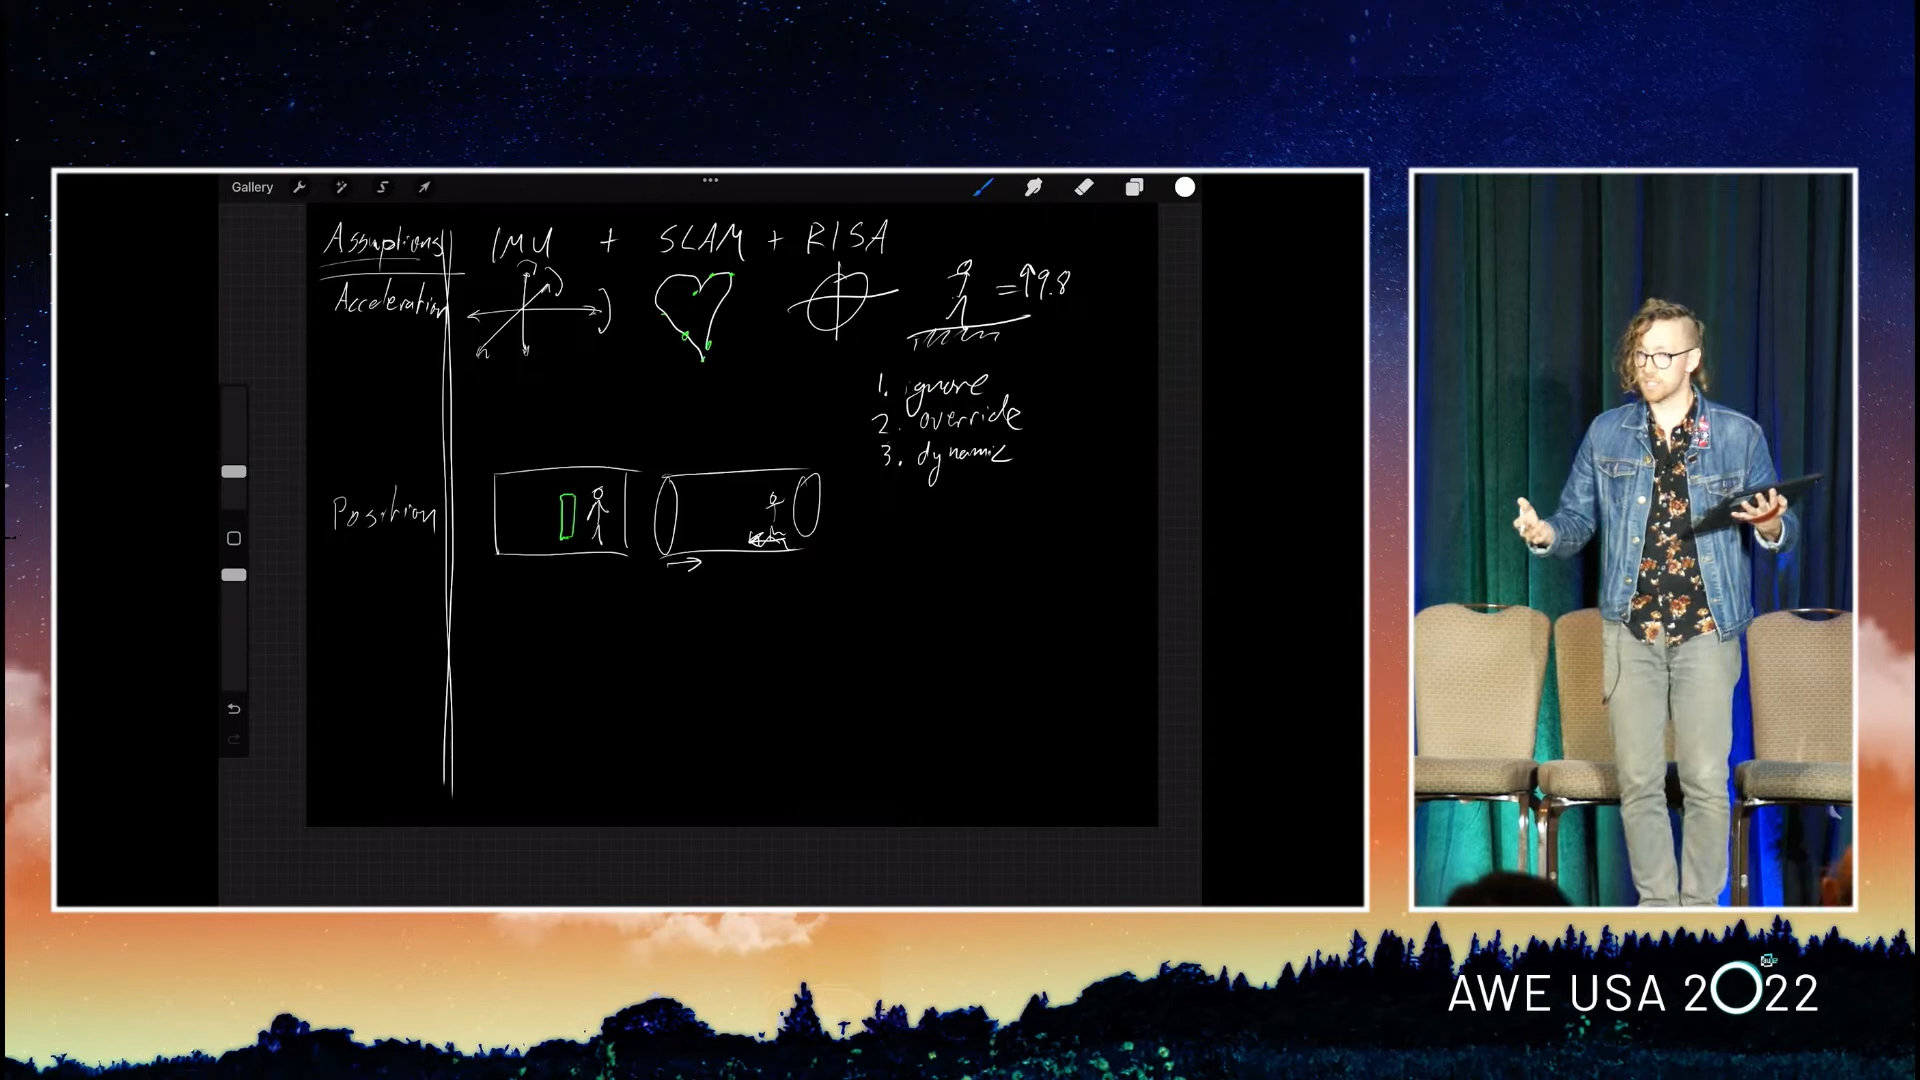 Gallery
Assumptions IMU + SLAM + RISA
Acceleration
= 9.8
1. ignore
2. override
3. dynamic
Position
AWE USA 2022